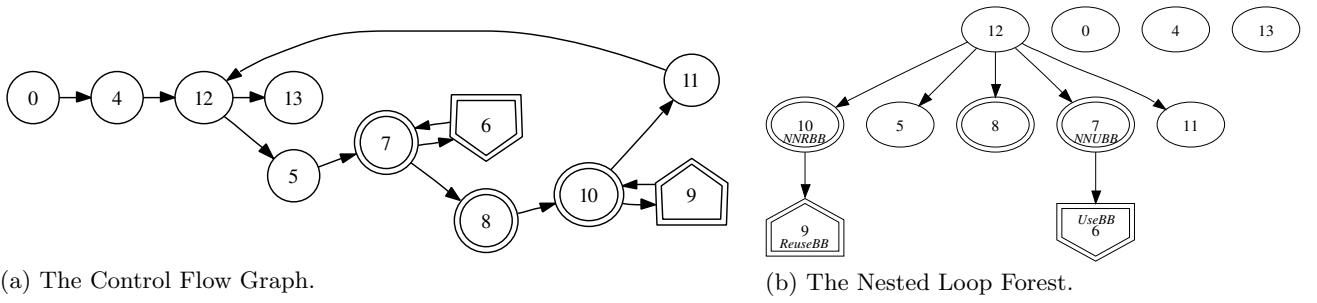 0 4 12 13
5
7
6
8
10
9
11
(a) The Control Flow Graph.
12 0 4 13
10
NNRBB
5
8
7
NNUBB
11
9
ReuseBB
UseBB
6
(b) The Nested Loop Forest.